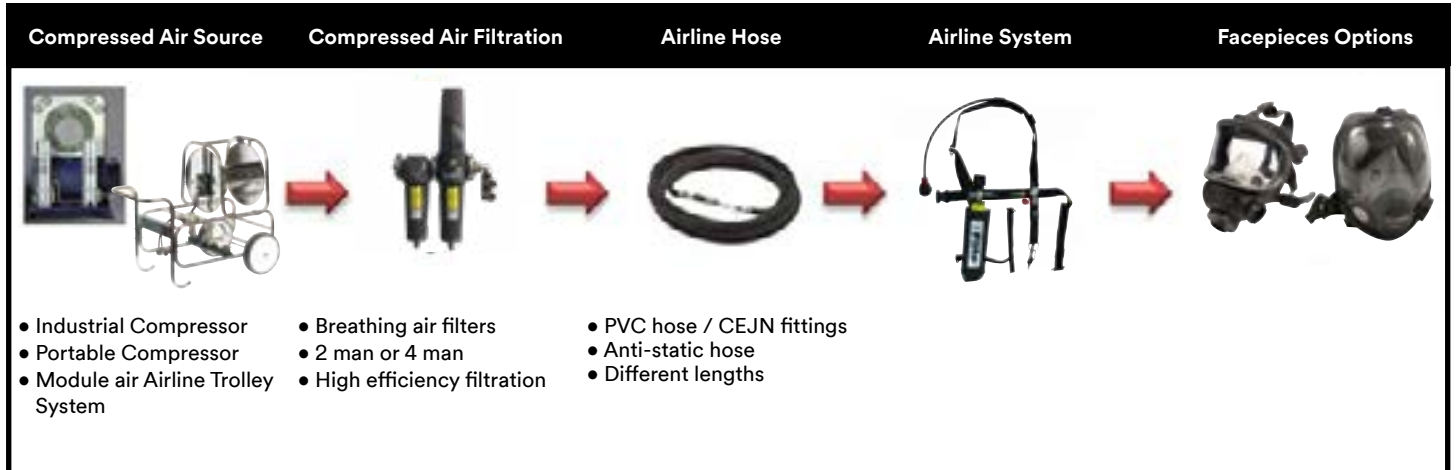 Compressed Air Source
Compressed Air Filtration
Airline Hose
Airline System
Facepieces Options
● Industrial Compressor
● Portable Compressor
● Module air Airline Trolley
System
● Breathing air filters
● 2 man or 4 man
● High efficiency filtration
● PVC hose / CEJN fittings
● Anti-static hose
● Different lengths